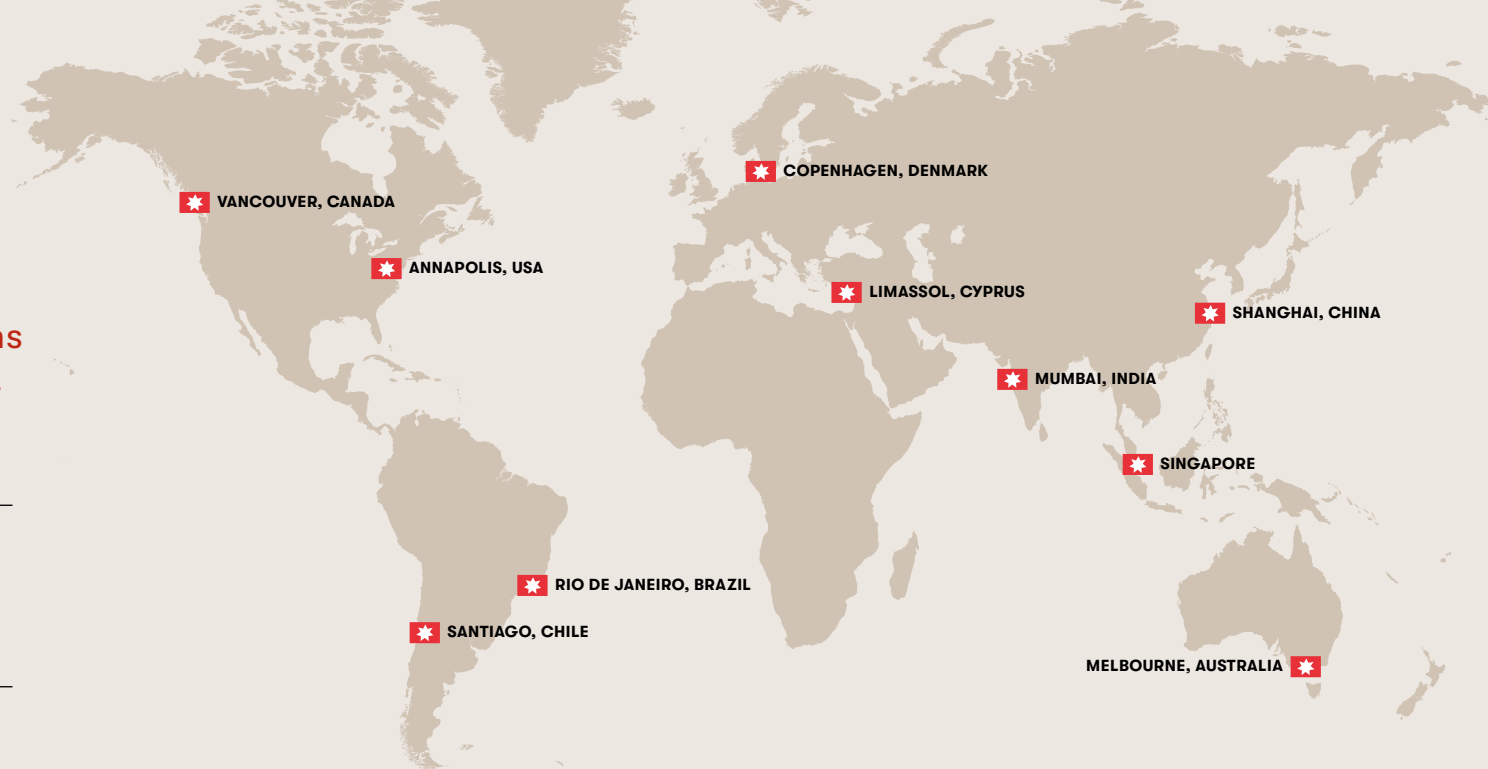 COPENHAGEN, DENMARK
VANCOUVER, CANADA
ANNAPOLIS, USA
LIMASSOL, CYPRUS
SHANGHAI, CHINA
MUMBAI, INDIA
SINGAPORE
RIO DE JANEIRO, BRAZIL
SANTIAGO, CHILE
MELBOURNE, AUSTRALIA